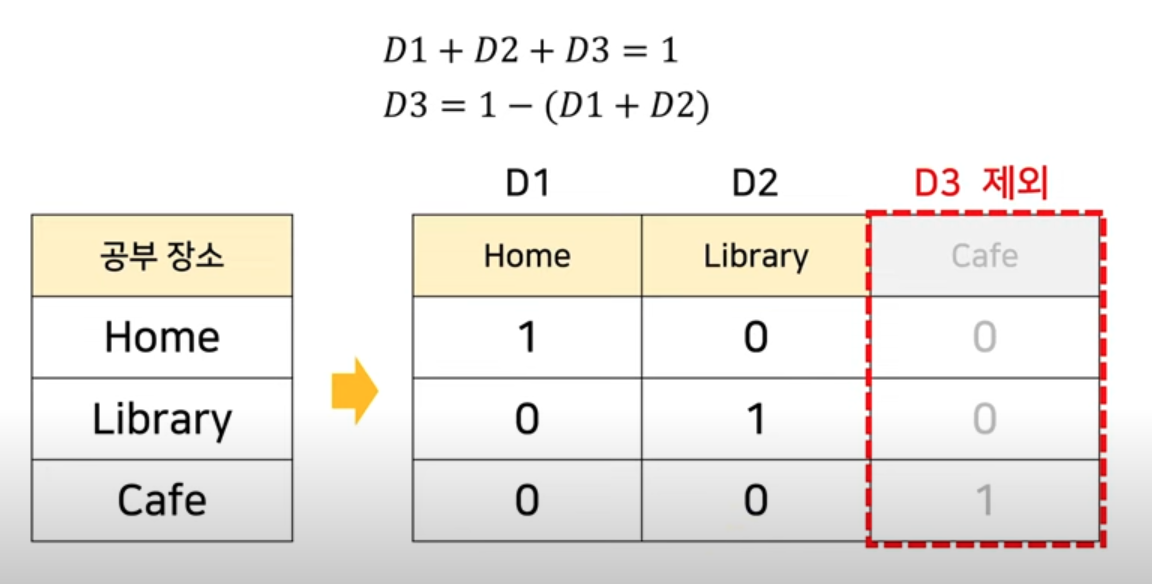 D1 + D2 + D3 = 1
D3 = 1 − (D1 + D2)
D1 D2 D3 제외
공부 장소 Home Library Cafe
Home 1 0 0
Library 0 1 0
Cafe 0 0 1